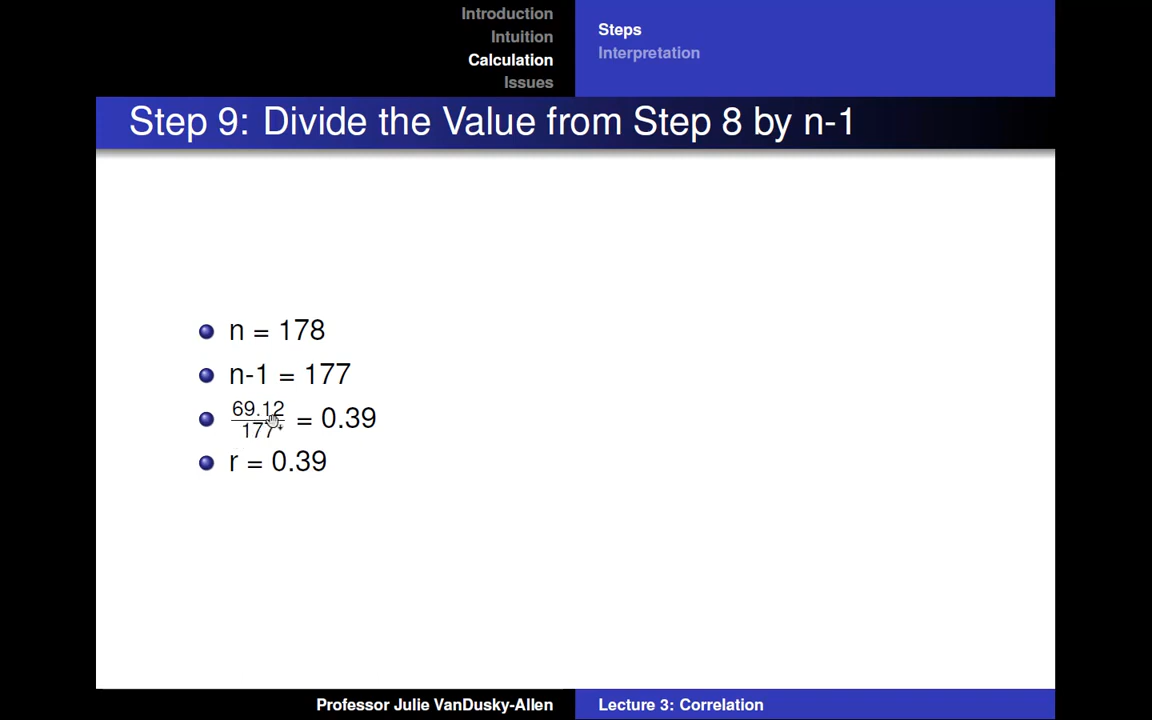 Introduction
Intuition
Calculation
Issues
Steps
Interpretation
Step 9: Divide the Value from Step 8 by n-1
n = 178
n-1 = 177
69.12
177 = 0.39
r = 0.39
Professor Julie VanDusky-Allen
Lecture 3: Correlation